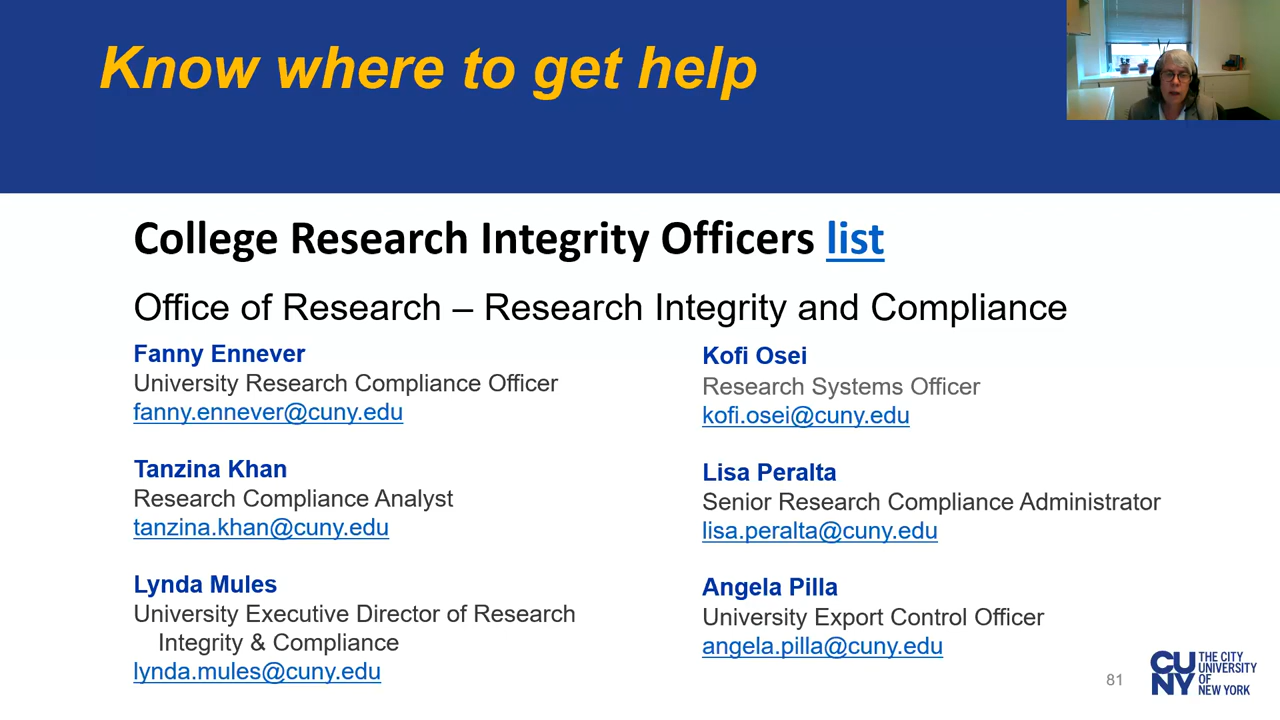 Know where to get help
College Research Integrity Officers list
Office of Research – Research Integrity and Compliance
Fanny Ennever
University Research Compliance Officer
fanny.ennever@cuny.edu
Tanzina Khan
Research Compliance Analyst
tanzina.khan@cuny.edu
Lynda Mules
University Executive Director of Research
Integrity & Compliance
lynda.mules@cuny.edu
Kofi Osei
Research Systems Officer
kofi.osei@cuny.edu
Lisa Peralta
Senior Research Compliance Administrator
lisa.peralta@cuny.edu
Angela Pilla
University Export Control Officer
angela.pilla@cuny.edu
81
CU
NY
THE CITY
UNIVERSITY
OF
NEW YORK